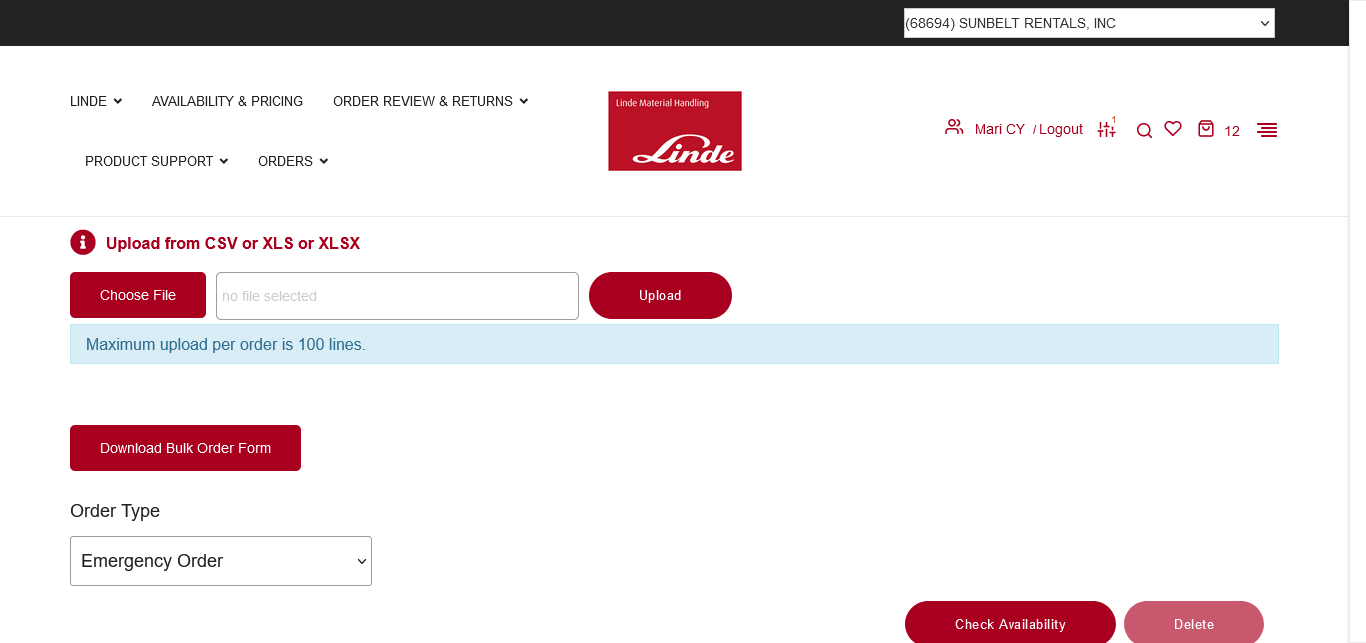 (68694) SUNBELT RENTALS, INC
LINDE
AVAILABILITY & PRICING
ORDER REVIEW & RETURNS
PRODUCT SUPPORT
ORDERS
Linde Material Handling
Linde
Mari CY / Logout
1
12
Upload from CSV or XLS or XLSX
Choose File
no file selected
Upload
Maximum upload per order is 100 lines.
Download Bulk Order Form
Order Type
Emergency Order
Check Availability
Delete